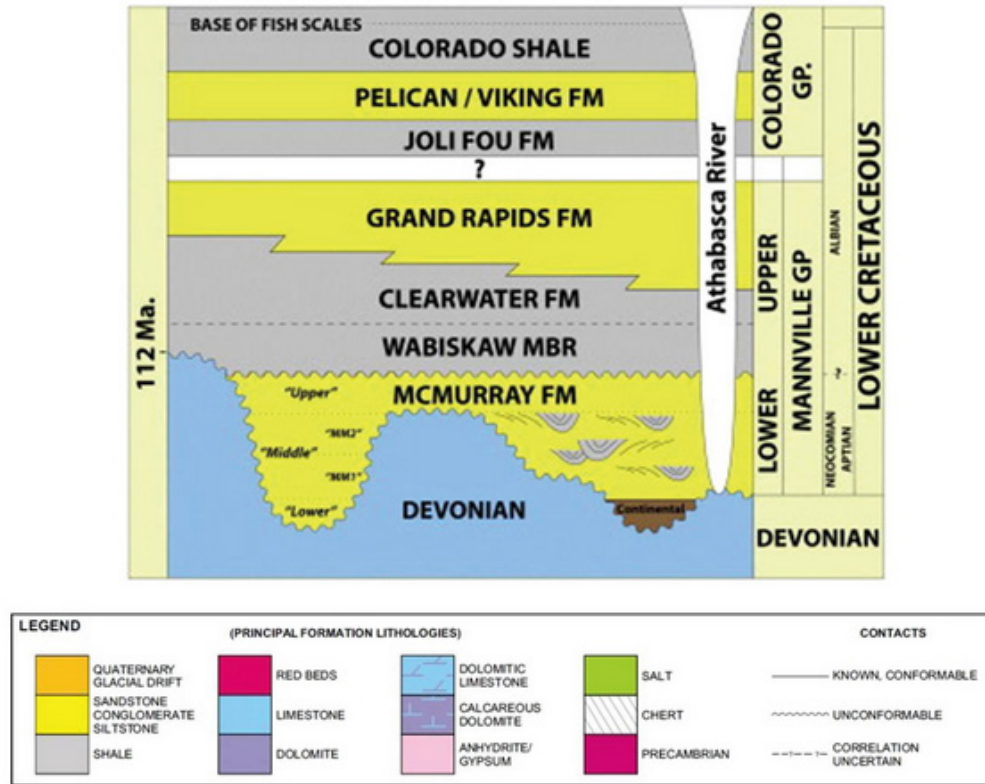 BASE OF FISH SCALES
COLORADO SHALE
PELICAN / VIKING FM
JOLI FOU FM
?
GRAND RAPIDS FM
CLEARWATER FM
WABISKAW MBR
MCMURRAY FM
"Upper"
"MM2"
"Middle"
"MM1"
"Lower"
DEVONIAN
Continental
112 Ma.
Athabasca River
COLORADO
GP.
UPPER
LOWER
MANNVILLE GP
ALBIAN
?
NEOCOMIAN
APTIAN
LOWER CRETACEOUS
DEVONIAN
LEGEND
(PRINCIPAL FORMATION LITHOLOGIES)
CONTACTS
QUATERNARY
GLACIAL DRIFT
SANDSTONE
CONGLOMERATE
SILTSTONE
SHALE
RED BEDS
LIMESTONE
DOLOMITE
DOLOMITIC
LIMESTONE
CALCAREOUS
DOLOMITE
ANHYDRITE/
GYPSUM
SALT
CHERT
PRECAMBRIAN
KNOWN, CONFORMABLE
UNCONFORMABLE
? ? CORRELATION
UNCERTAIN